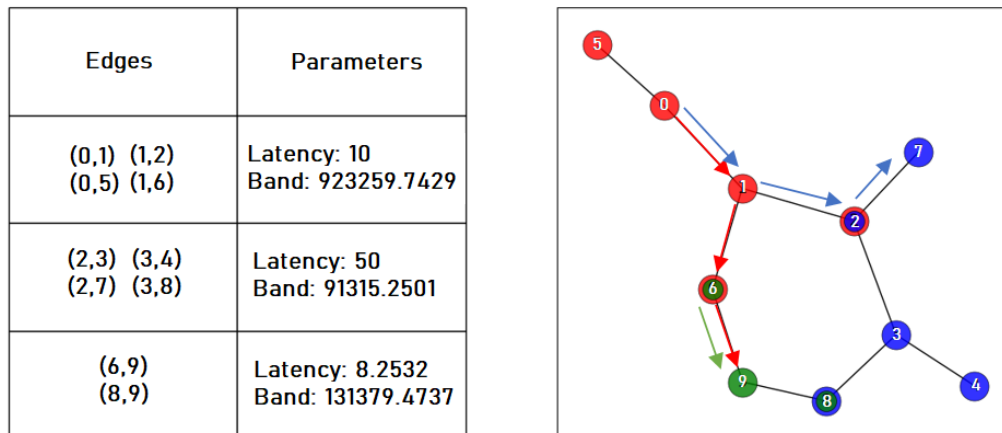 Edges Parameters
(0,1) (1,2)
(0,5) (1,6)
Latency: 10
Band: 923259.7429
(2,3) (3,4)
(2,7) (3,8)
Latency: 50
Band: 91315.2501
(6,9)
(8,9)
Latency: 8.2532
Band: 131379.4737
5
0
7
1
2
6
3
9
4
8